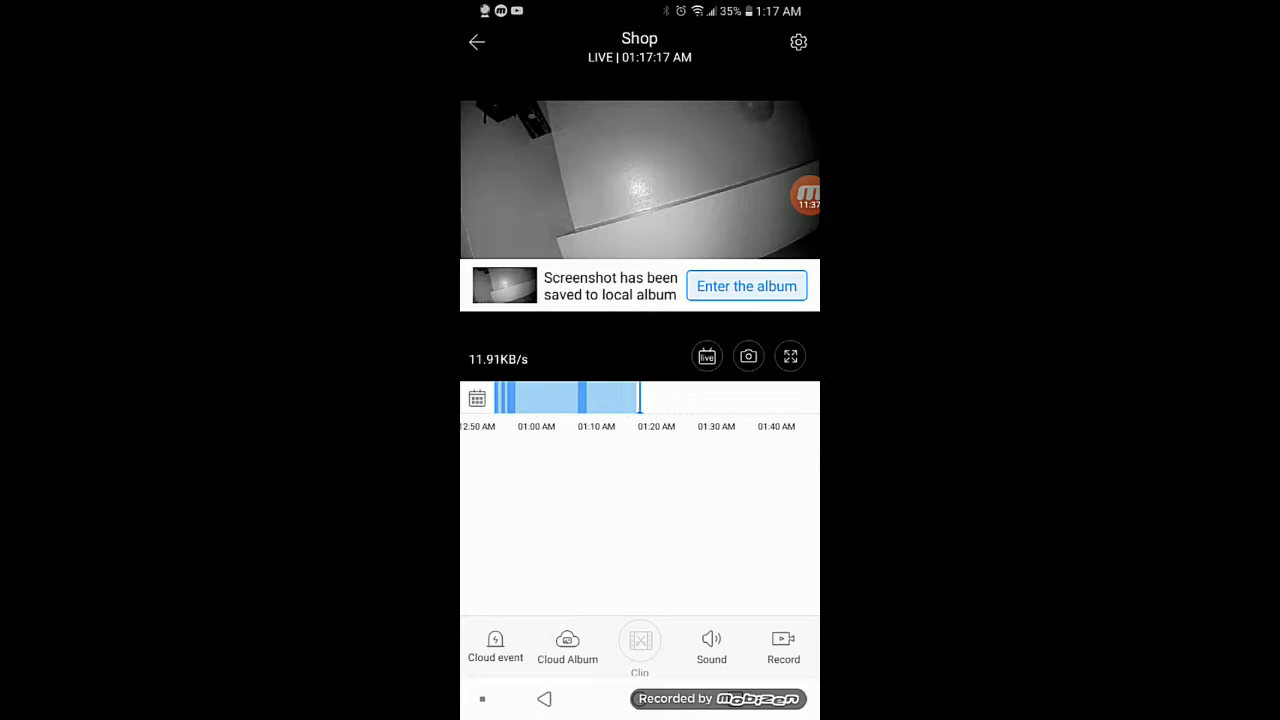 35% 1:17 AM
Shop
LIVE | 01:17:17 AM
11:37
Screenshot has been
saved to local album
Enter the album
11.91KB/s
live
2:50 AM 01:00 AM 01:10 AM 01:20 AM 01:30 AM 01:40 AM
Cloud event Cloud Album Clip Sound Record
Recorded by mobizen